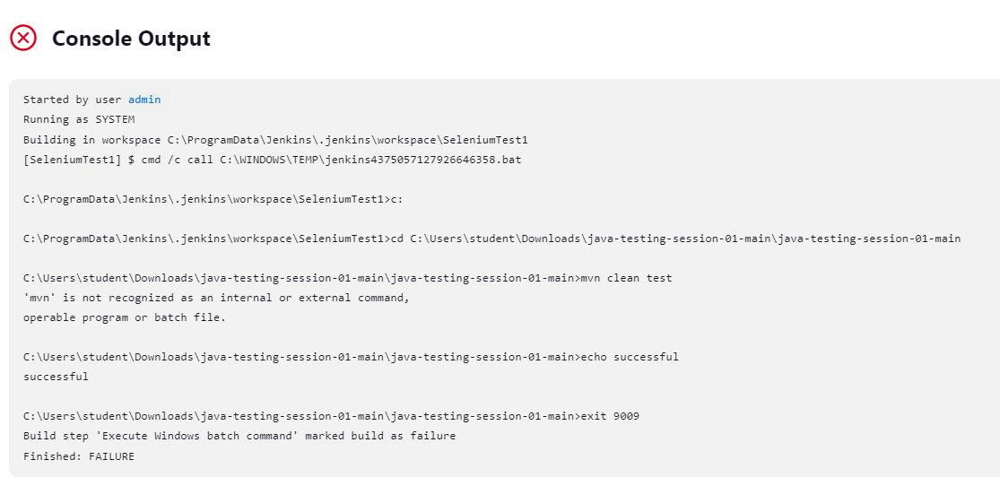 Console Output
Started by user admin
Running as SYSTEM
Building in workspace C:\ProgramData\Jenkins\.jenkins\workspace\SeleniumTest1
[SeleniumTest1] $ cmd /c call C:\WINDOWS\TEMP\jenkins4375057127926646358.bat
C:\ProgramData\Jenkins\.jenkins\workspace\SeleniumTest1>c:
C:\ProgramData\Jenkins\.jenkins\workspace\SeleniumTest1>cd C:\Users\student\Downloads\java-testing-session-01-main\java-testing-session-01-main
C:\Users\student\Downloads\java-testing-session-01-main\java-testing-session-01-main>mvn clean test
'mvn' is not recognized as an internal or external command,
operable program or batch file.
C:\Users\student\Downloads\java-testing-session-01-main\java-testing-session-01-main>echo successful
successful
C:\Users\student\Downloads\java-testing-session-01-main\java-testing-session-01-main>exit 9009
Build step 'Execute Windows batch command' marked build as failure
Finished: FAILURE